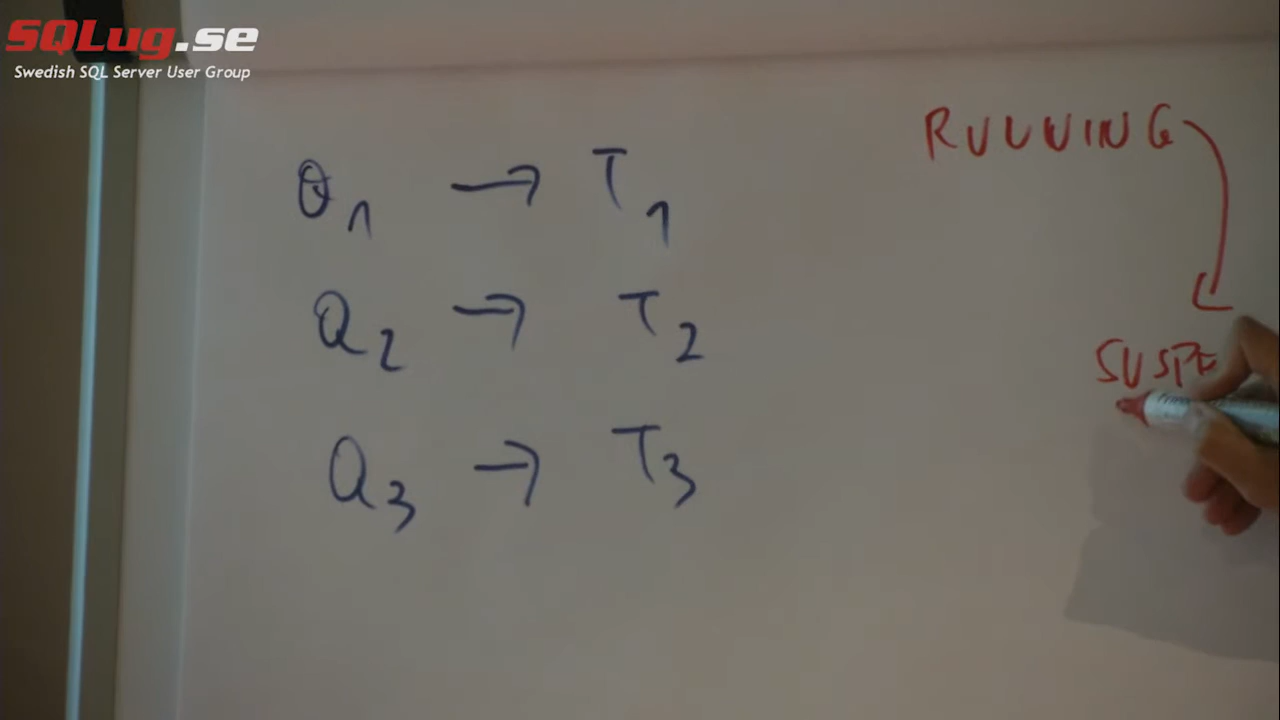 SQLug.se
Swedish SQL Server User Group
RUNNING
Q1 → T1
Q2 → T2
SUSPE
Q3 → T3